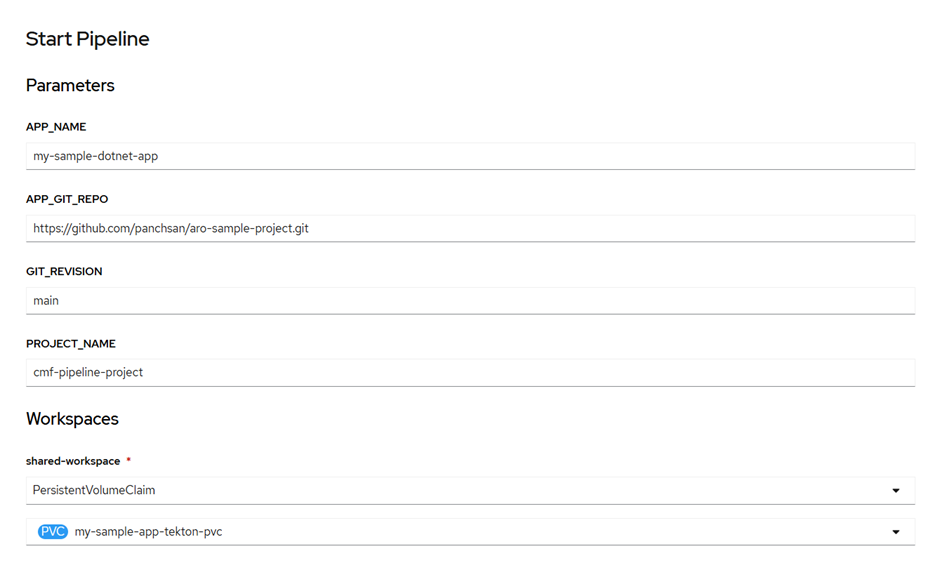 Start Pipeline
Parameters
APP_NAME
my-sample-dotnet-app
APP_GIT_REPO
https://github.com/panchsan/aro-sample-project.git
GIT_REVISION
main
PROJECT_NAME
cmf-pipeline-project
Workspaces
shared-workspace *
PersistentVolumeClaim
PVC my-sample-app-tekton-pvc